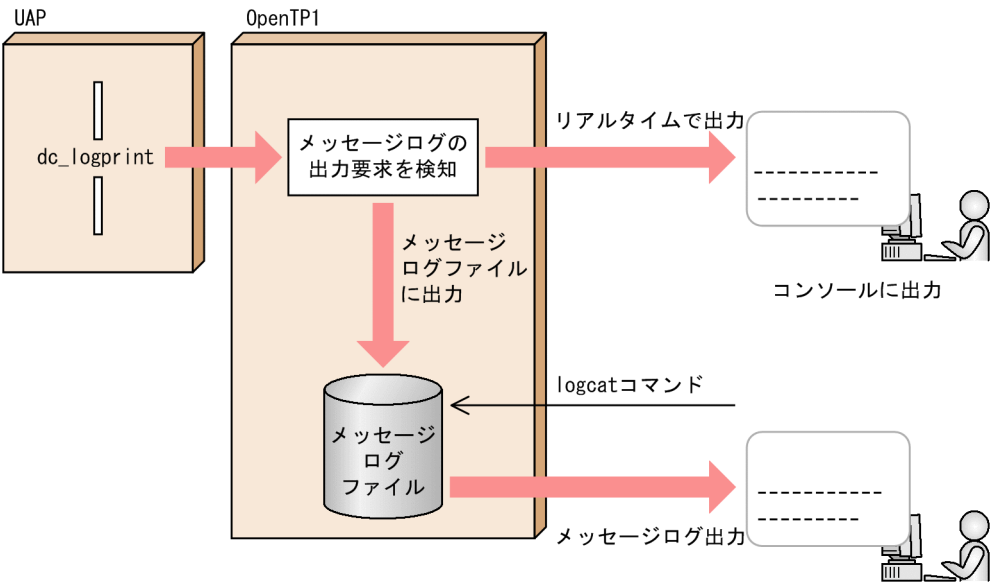 UAP
OpenTP1
dc_logprint
メッセージログの
出力要求を検知
リアルタイムで出力
メッセージ
ログファイル
に出力
コンソールに出力
logcatコマンド
メッセージ
ログ
ファイル
メッセージログ出力